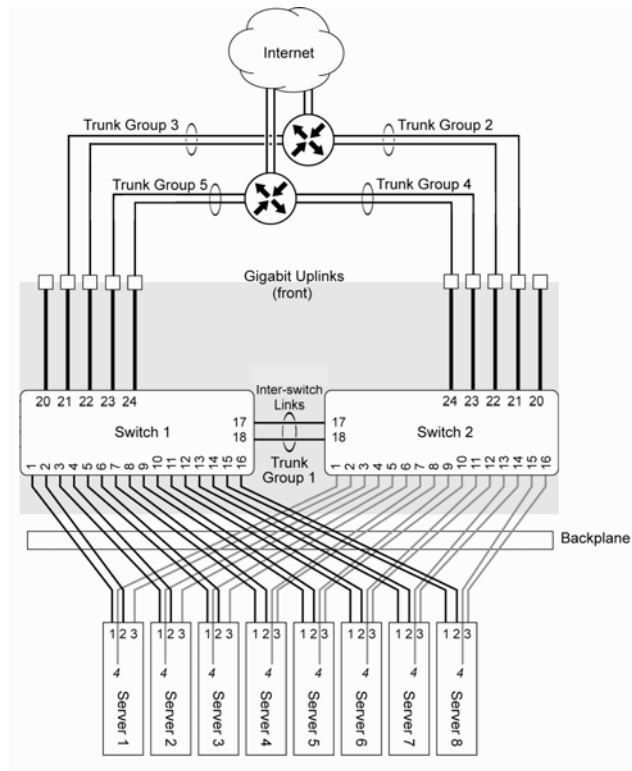 Internet
Trunk Group 3
Trunk Group 2
Trunk Group 5
Trunk Group 4
Gigabit Uplinks
(front)
20 21 22 23 24
24 23 22 21 20
Inter-switch
Links
17
17
Switch 1
Switch 2
18
18
Trunk
Group 1
1 2 3 4 5 6 7 8 9 10 11 12 13 14 15 16
1 2 3 4 5 6 7 8 9 10 11 12 13 14 15 16
Backplane
1 2 3
1 2 3
1 2 3
1 2 3
1 2 3
1 2 3
1 2 3
1 2 3
4
4
4
4
4
4
4
4
Server 1
Server 2
Server 3
Server 4
Server 5
Server 6
Server 7
Server 8